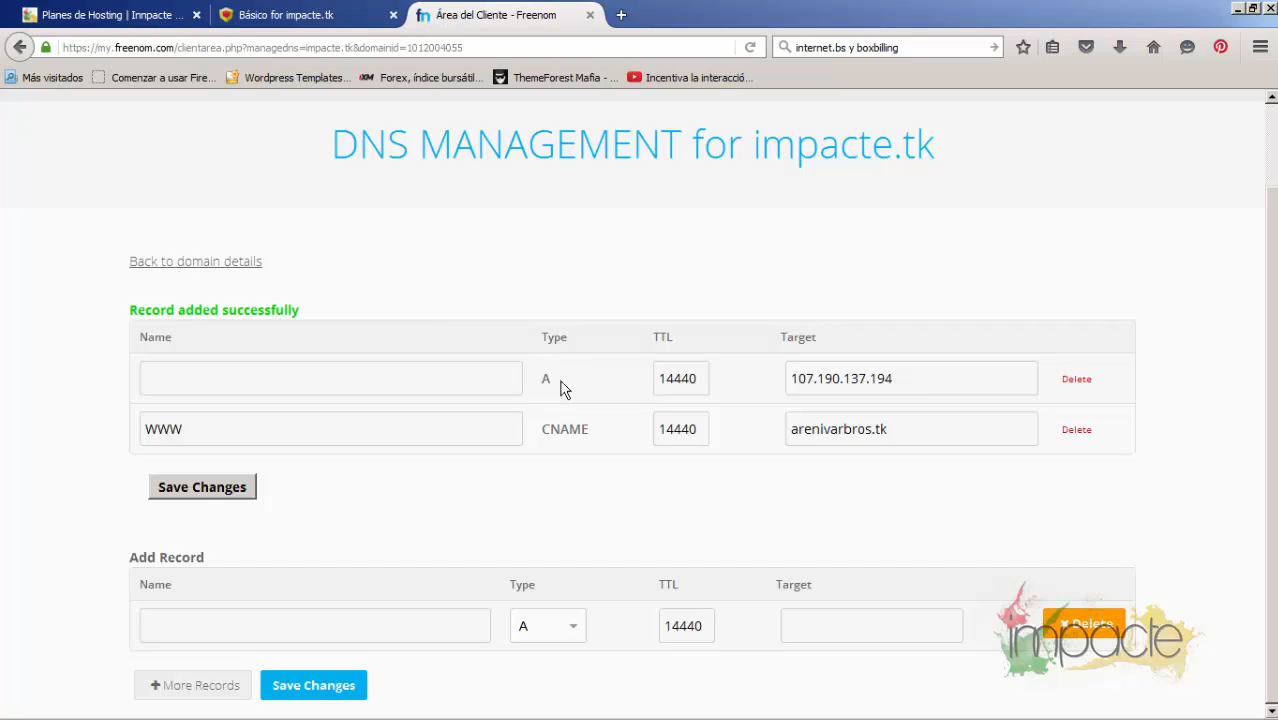 Planes de Hosting | Innpacte ...
Básico for impacte.tk
Área del Cliente - Freenom
https://my.freenom.com/clientarea.php?managedns=impacte.tk&domainid=1012004055
internet.bs y boxbilling
Más visitados
Comenzar a usar Fire...
Wordpress Templates...
Forex, índice bursátil...
ThemeForest Mafia - ...
Incentiva la interacció...
DNS MANAGEMENT for impacte.tk
Back to domain details
Record added successfully
Name Type TTL Target
A 14440 107.190.137.194 Delete
WWW CNAME 14440 arenivarbros.tk Delete
Save Changes
Add Record
Name Type TTL Target
A 14440 Delete
impacte
More Records Save Changes